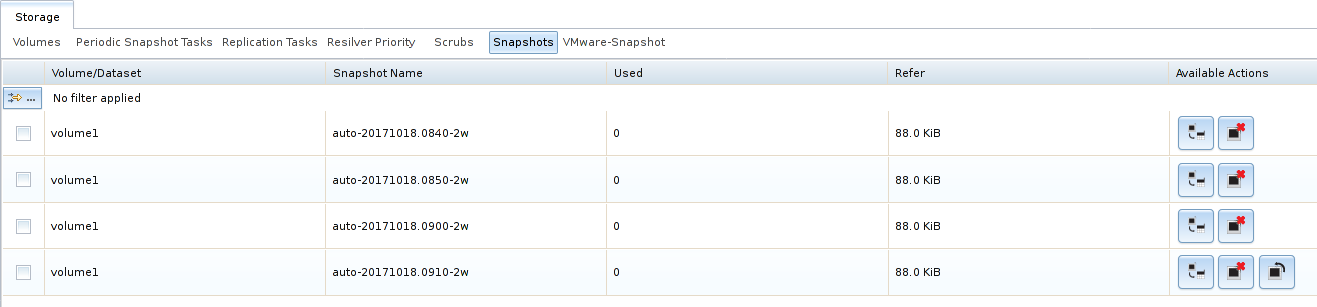 Storage
Volumes Periodic Snapshot Tasks Replication Tasks Resilver Priority Scrubs Snapshots VMware-Snapshot
Volume/Dataset Snapshot Name Used Refer Available Actions
... No filter applied
volume1 auto-20171018.0840-2w 0 88.0 KiB
volume1 auto-20171018.0850-2w 0 88.0 KiB
volume1 auto-20171018.0900-2w 0 88.0 KiB
volume1 auto-20171018.0910-2w 0 88.0 KiB